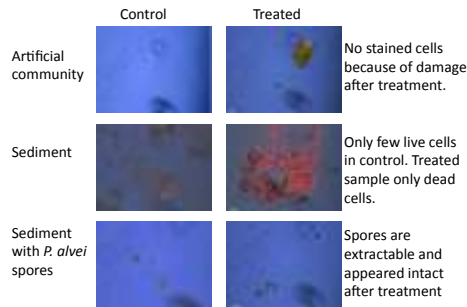 Control Treated
Artificial
community
No stained cells
because of damage
after treatment.
Sediment
Only few live cells
in control. Treated
sample only dead
cells.
Sediment
with P. alvei
spores
Spores are
extractable and
appeared intact
after treatment